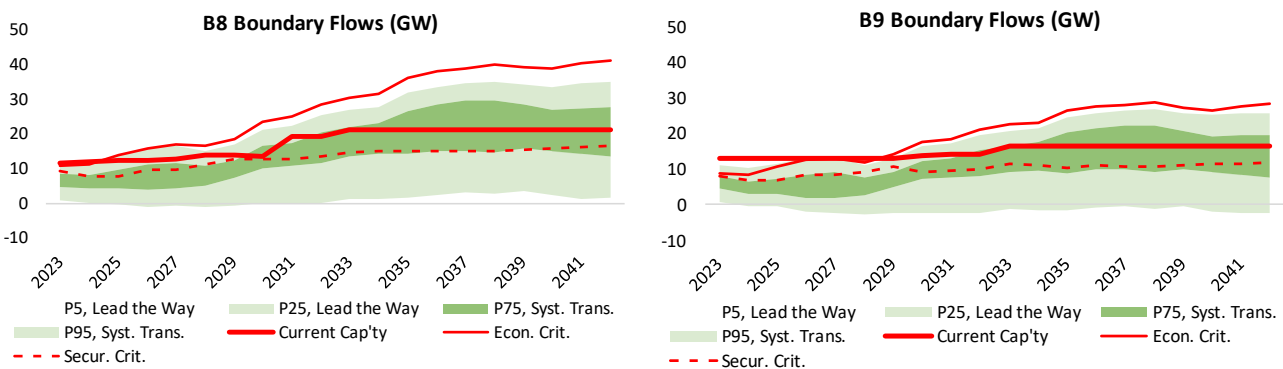 B8 Boundary Flows (GW)
50
40
30
20
10
0
-10
2023
2025
2027
2029
2031
2033
2035
2037
2039
2041
P5, Lead the Way
P25, Lead the Way
P75, Syst. Trans.
P95, Syst. Trans.
Current Cap'ty
Econ. Crit.
Secur. Crit.
B9 Boundary Flows (GW)
50
40
30
20
10
0
-10
2023
2025
2027
2029
2031
2033
2035
2037
2039
2041
P5, Lead the Way
P25, Lead the Way
P75, Syst. Trans.
P95, Syst. Trans.
Current Cap'ty
Econ. Crit.
Secur. Crit.